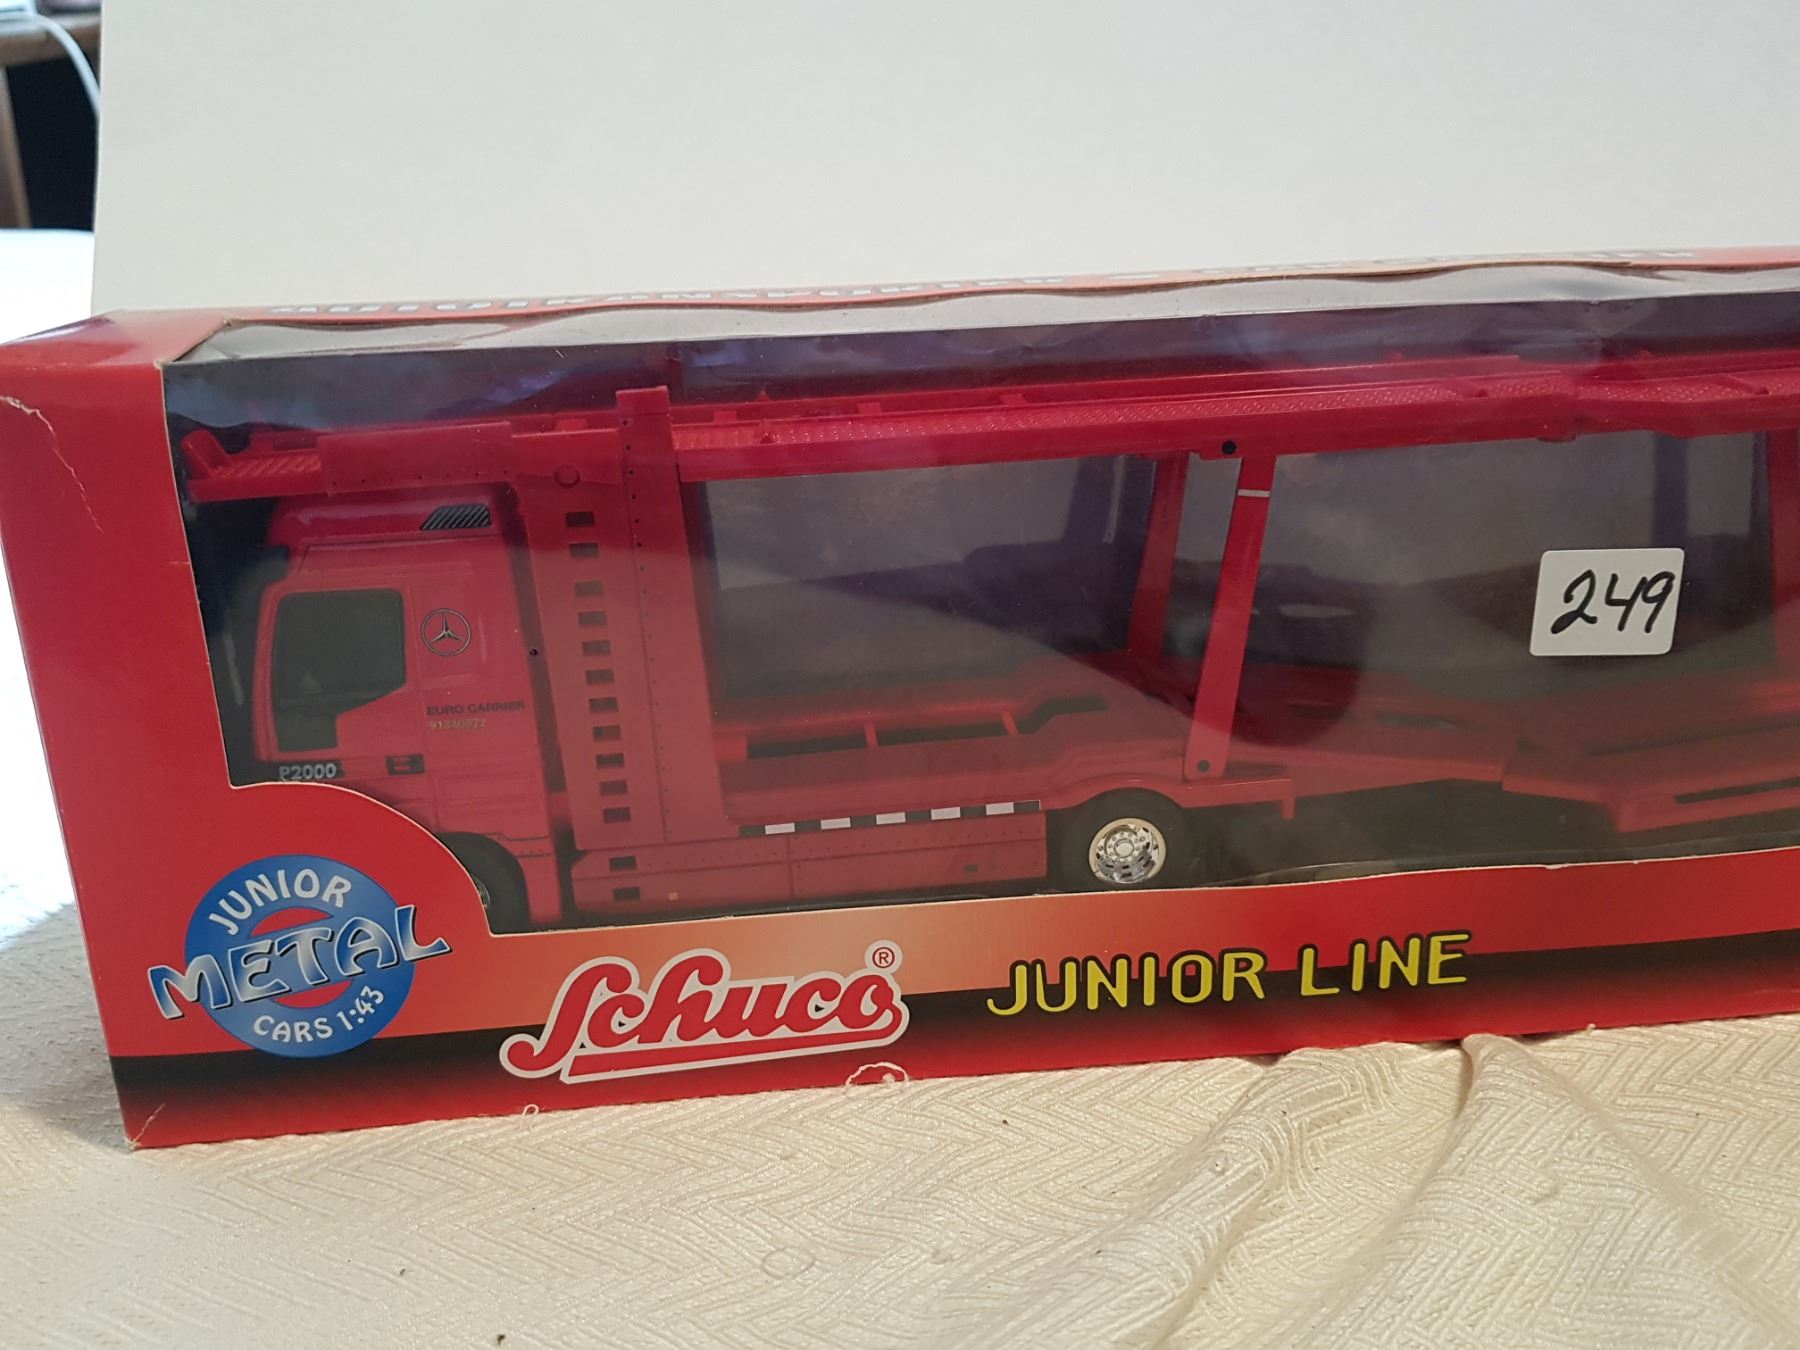 249
EURO CARRIER
P2000
JUNIOR
METAL
CARS 1:43
Schuco®
JUNIOR LINE